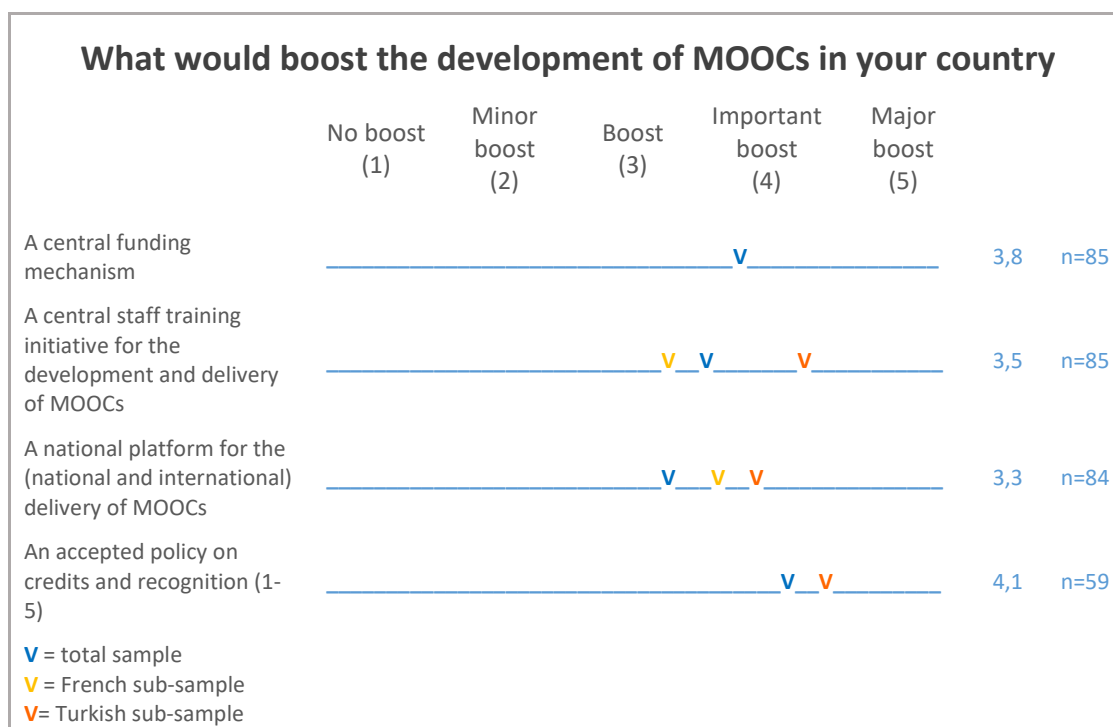 What would boost the development of MOOCs in your country
No boost
(1)
Minor
boost
(2)
Boost
(3)
Important
boost
(4)
Major
boost
(5)
A central funding
mechanism
V
3,8 n=85
A central staff training
initiative for the
development and delivery
of MOOCs
V V V
3,5 n=85
A national platform for the
(national and international)
delivery of MOOCs
V V V
3,3 n=84
An accepted policy on
credits and recognition (1-
5)
V V
4,1 n=59
V = total sample
V = French sub-sample
V= Turkish sub-sample